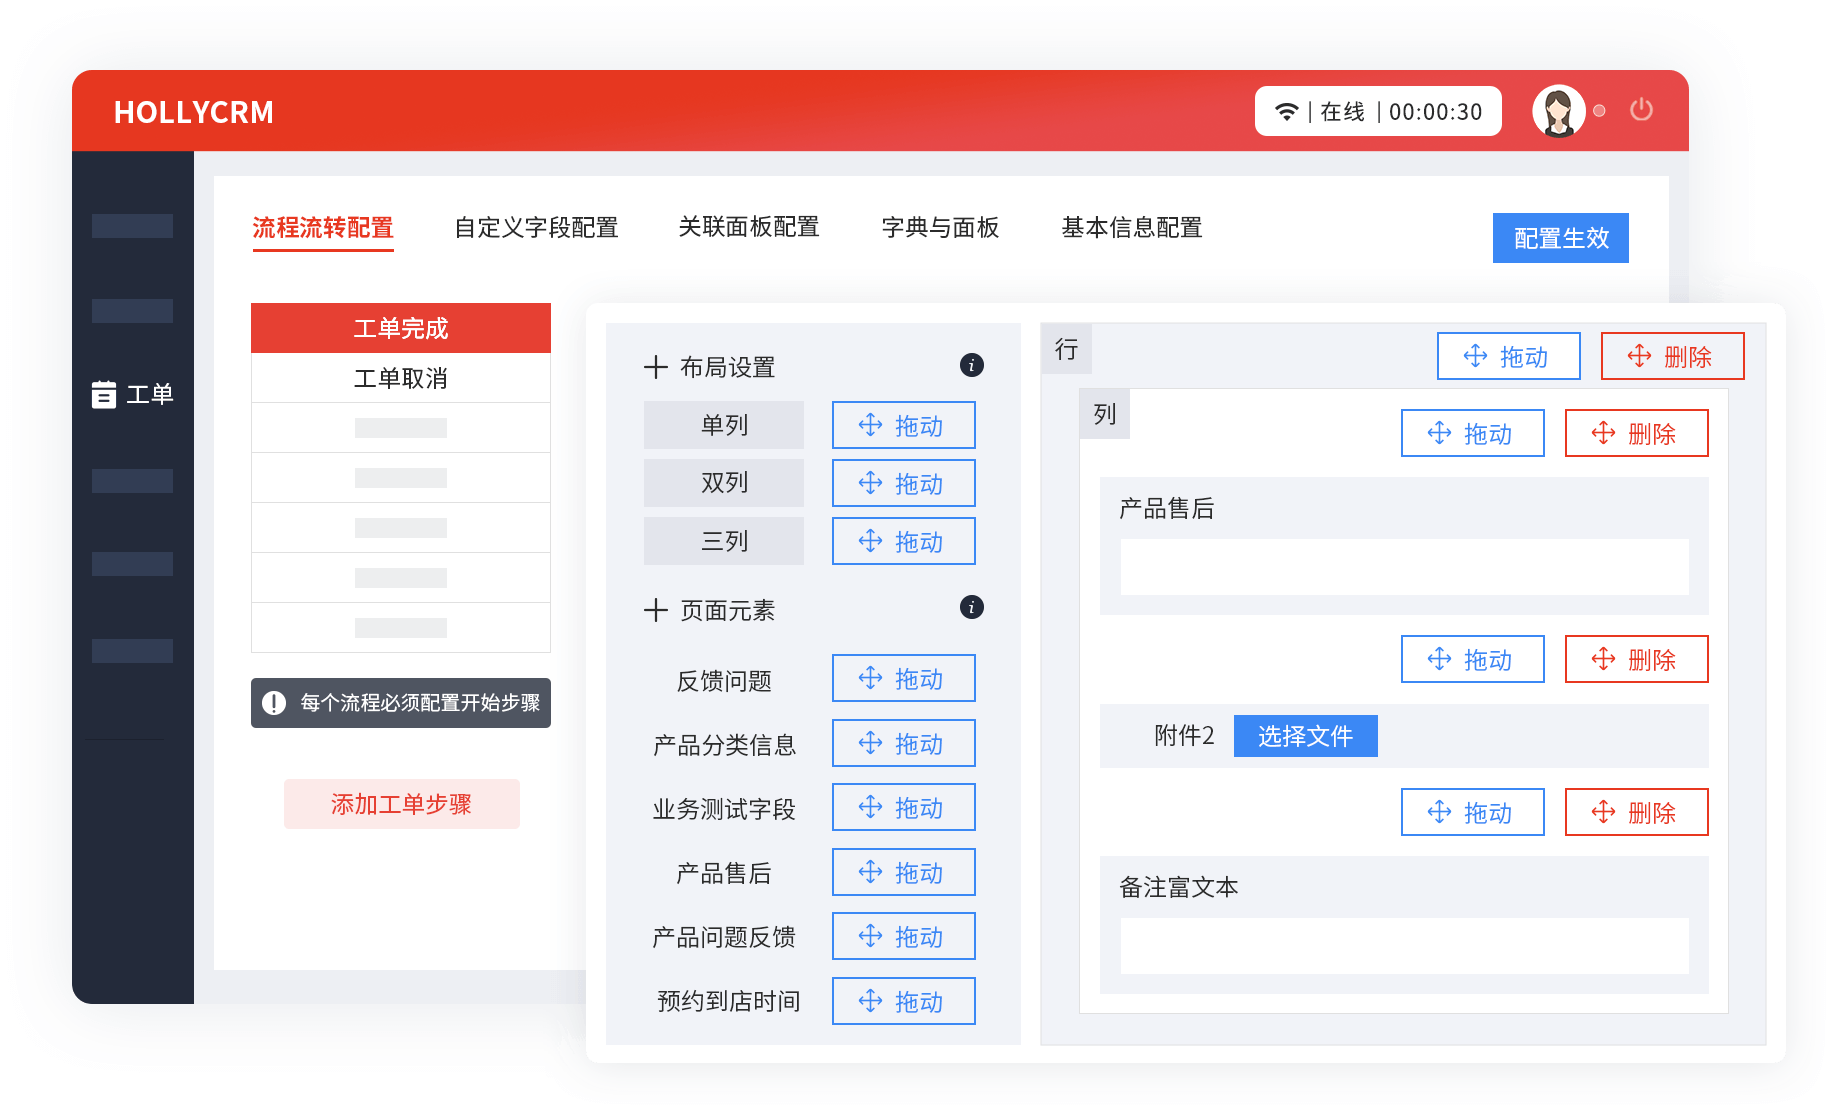 HOLLYCRM
| 在线 | 00:00:30
流程流转配置 自定义字段配置 关联面板配置 字典与面板 基本信息配置
配置生效
工单
工单完成
工单取消
每个流程必须配置开始步骤
添加工单步骤
布局设置
单列 拖动
双列 拖动
三列 拖动
页面元素
反馈问题 拖动
产品分类信息 拖动
业务测试字段 拖动
产品售后 拖动
产品问题反馈 拖动
预约到店时间 拖动
行 拖动 删除
列 拖动 删除
产品售后
拖动 删除
附件2 选择文件
拖动 删除
备注富文本